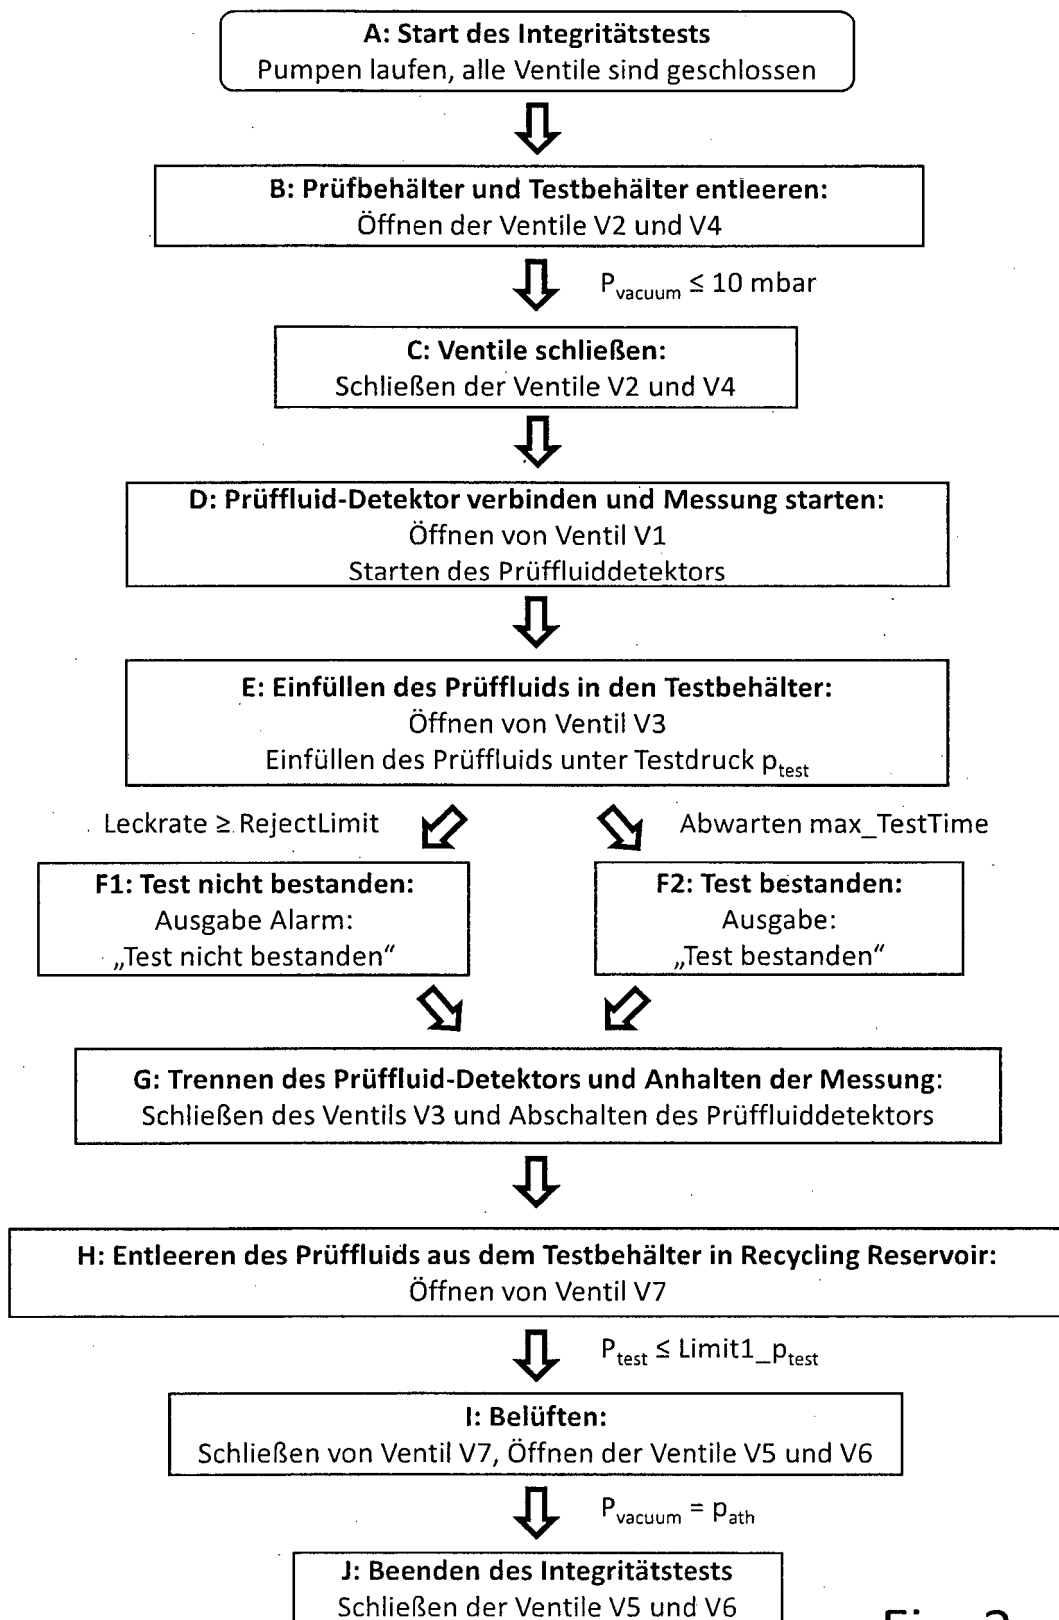 A: Start des Integritätstests
Pumpen laufen, alle Ventile sind geschlossen
B: Prüfbehälter und Testbehälter entleeren:
Öffnen der Ventile V2 und V4
P_vacuum ≤ 10 mbar
C: Ventile schließen:
Schließen der Ventile V2 und V4
D: Prüffluid-Detektor verbinden und Messung starten:
Öffnen von Ventil V1
Starten des Prüffluiddetektors
E: Einfüllen des Prüffluids in den Testbehälter:
Öffnen von Ventil V3
Einfüllen des Prüffluids unter Testdruck p_test
Leckrate ≥ RejectLimit
Abwarten max_TestTime
F1: Test nicht bestanden:
Ausgabe Alarm:
„Test nicht bestanden“
F2: Test bestanden:
Ausgabe:
„Test bestanden“
G: Trennen des Prüffluid-Detektors und Anhalten der Messung:
Schließen des Ventils V3 und Abschalten des Prüffluiddetektors
H: Entleeren des Prüffluids aus dem Testbehälter in Recycling Reservoir:
Öffnen von Ventil V7
P_test ≤ Limit1_p_test
I: Belüften:
Schließen von Ventil V7, Öffnen der Ventile V5 und V6
P_vacuum = p_ath
J: Beenden des Integritätstests
Schließen der Ventile V5 und V6